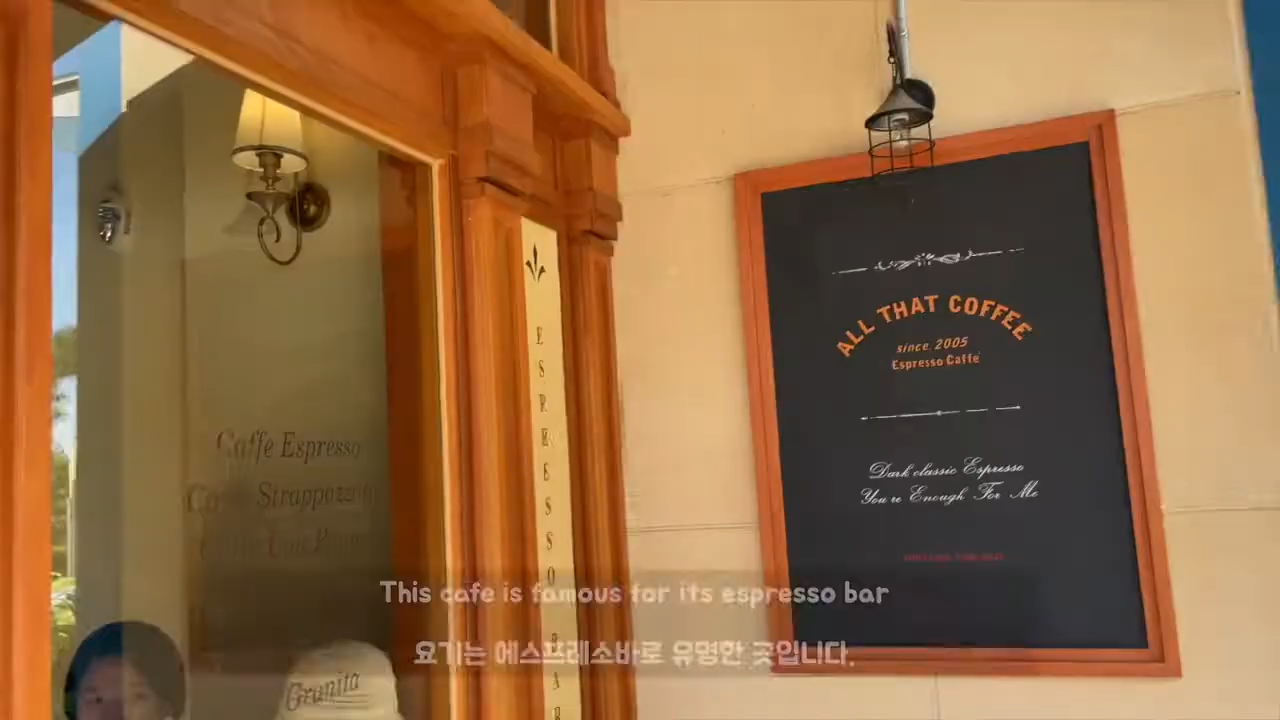 ALL THAT COFFEE
since 2005
Espresso Caffe
Dark classic Espresso
You're Enough For Me
Caffe Espresso
Strappazzato
ESPRESSO BAR
Granita
This cafe is famous for its espresso bar
요기는 에스프레소바로 유명한 곳입니다.